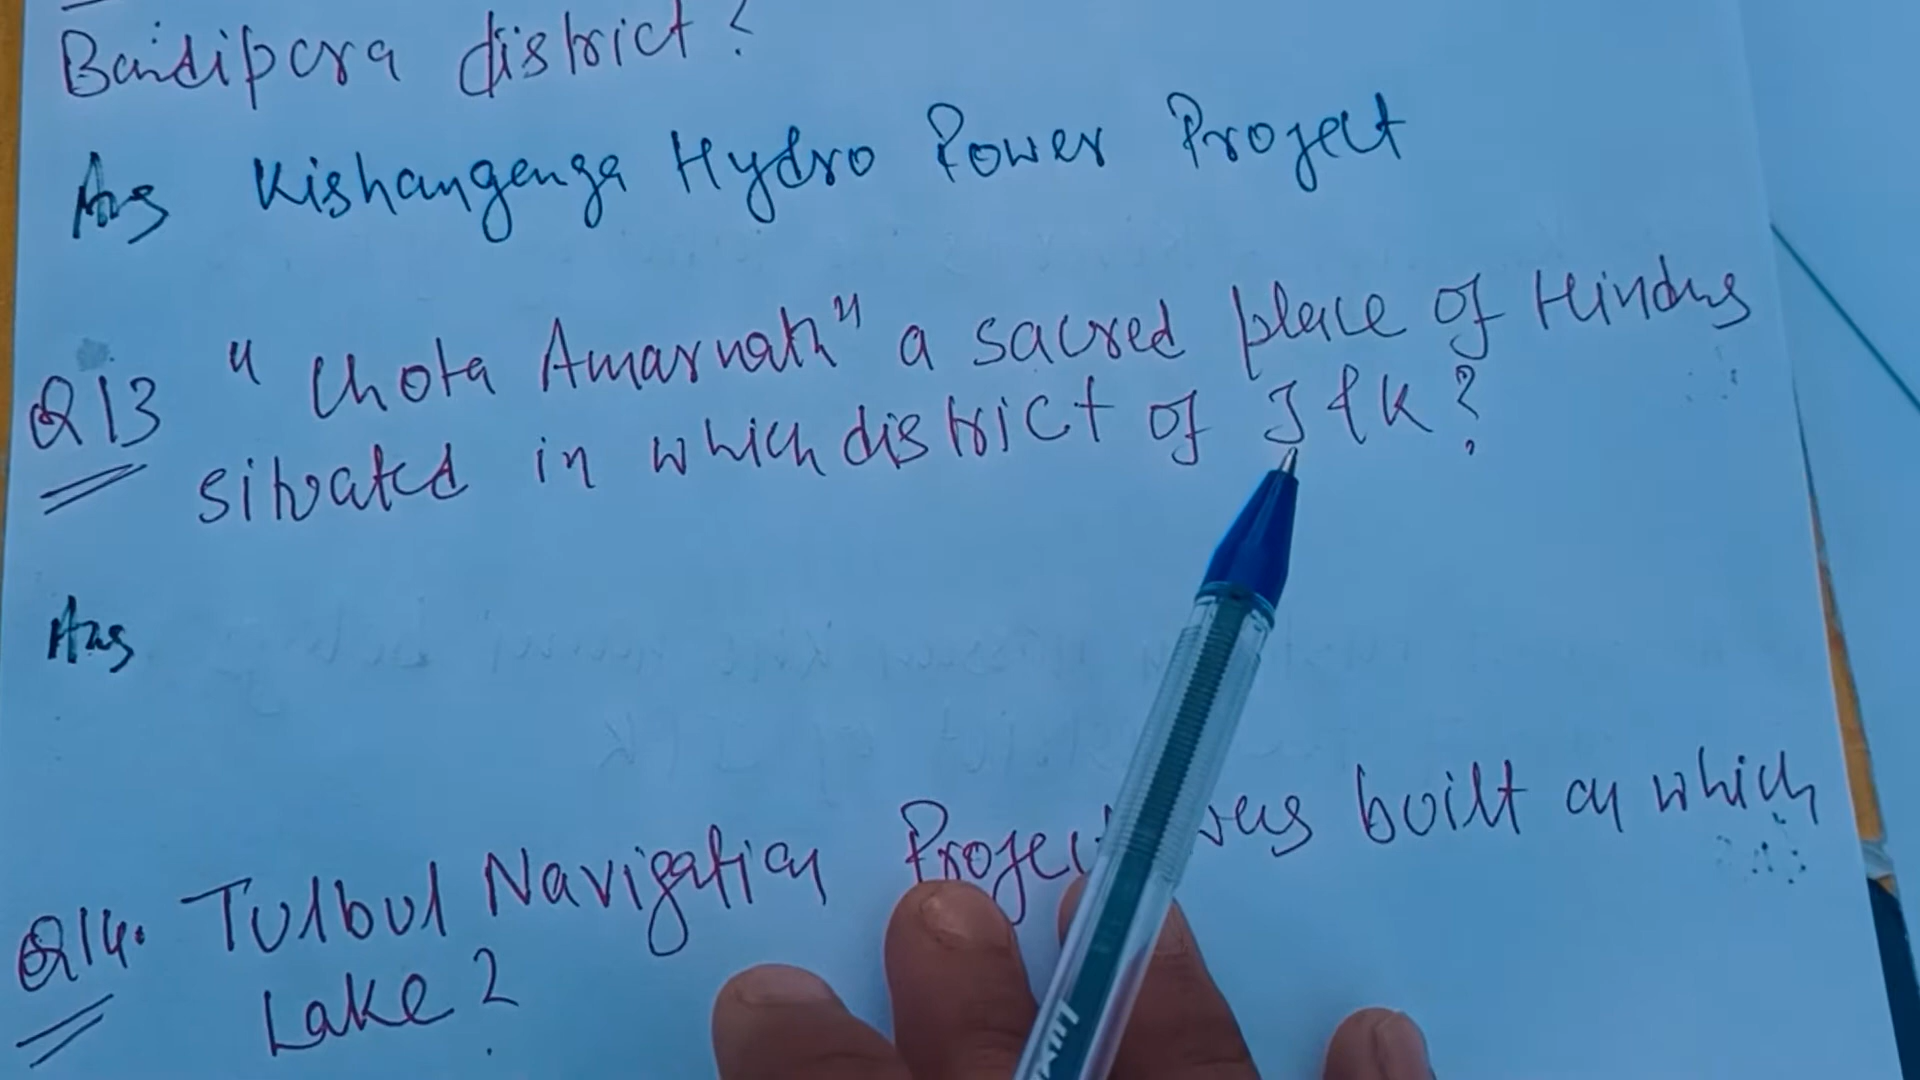 Bandipora district?
Ans Kishangenga Hydro Power Project
Q13 "Chota Amarnath" a sacred place of Hindus
situated in which district of J&K?
Ans
Q14. Tulbul Navigation Project was built on which
Lake?